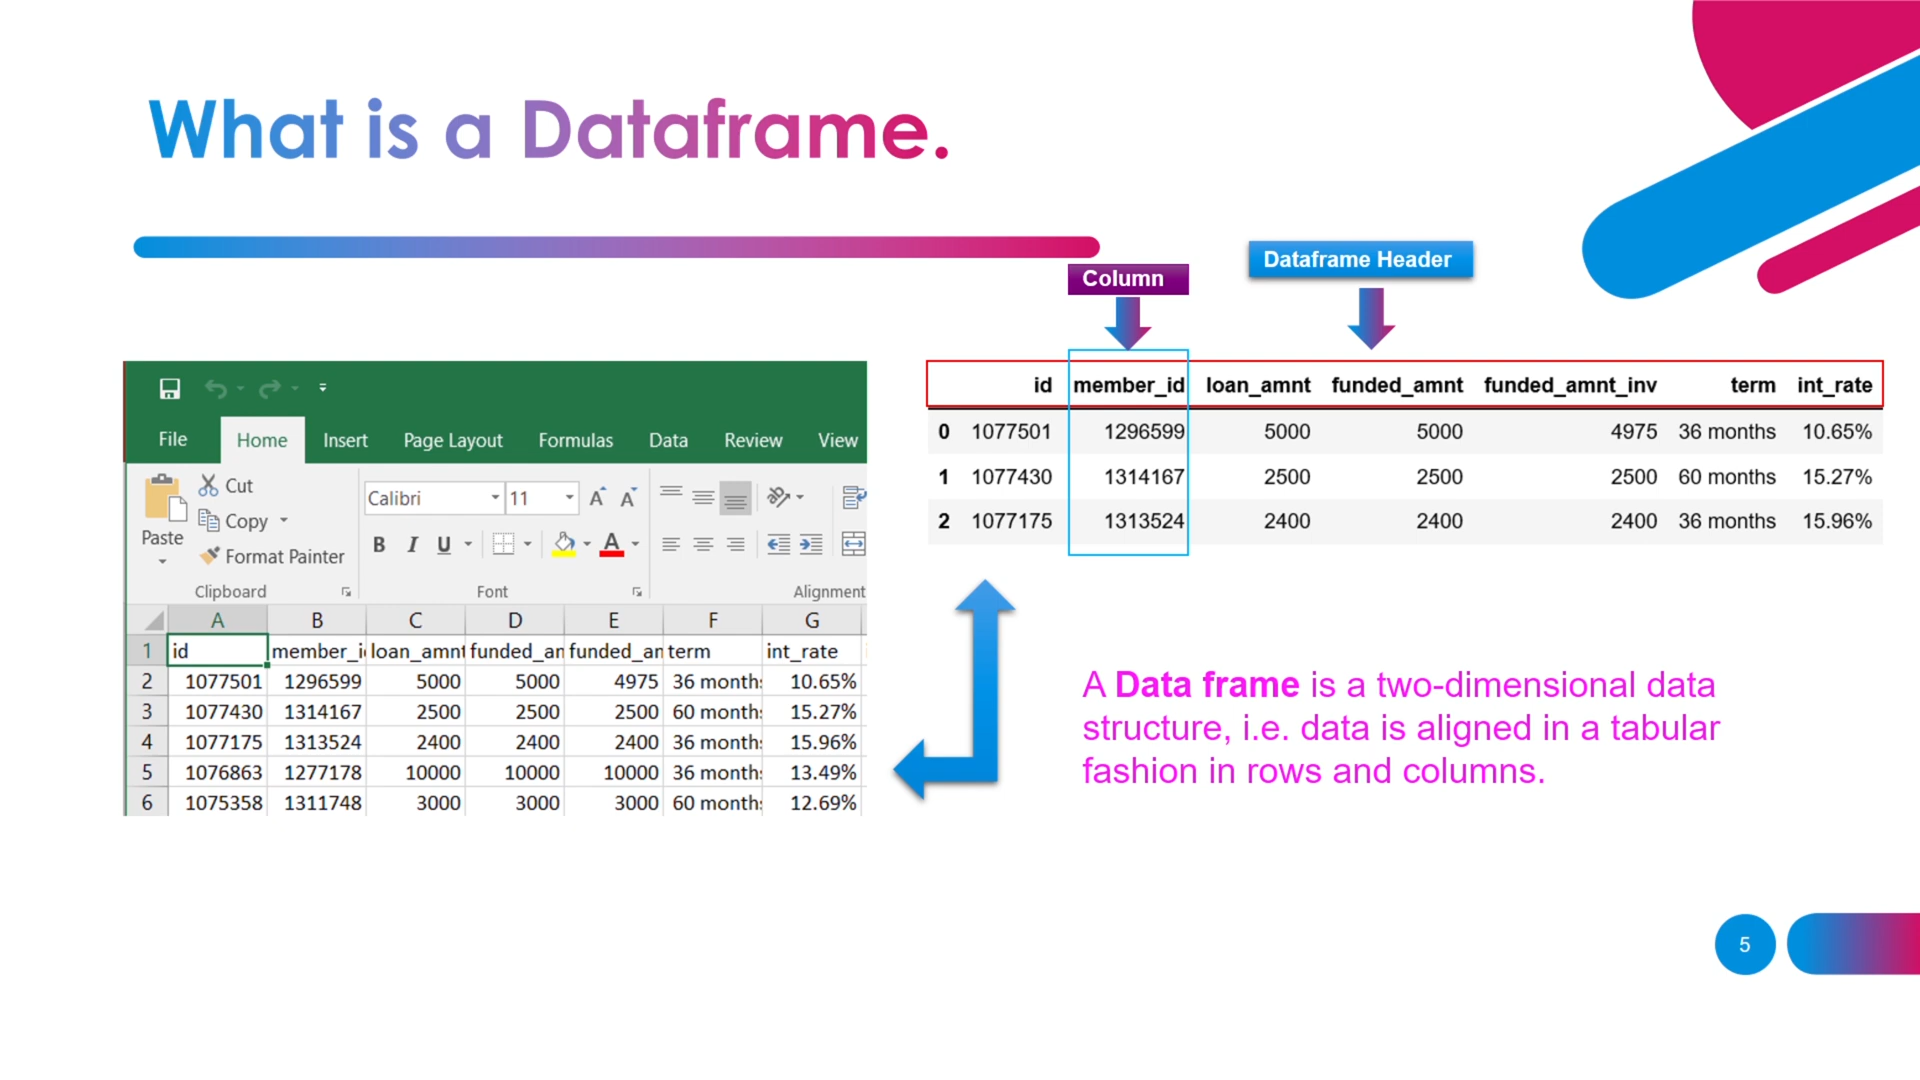 What is a Dataframe.
Column
Dataframe Header
id member_id loan_amnt funded_amnt funded_amnt_inv term int_rate
0 1077501 1296599 5000 5000 4975 36 months 10.65%
1 1077430 1314167 2500 2500 2500 60 months 15.27%
2 1077175 1313524 2400 2400 2400 36 months 15.96%
File Home Insert Page Layout Formulas Data Review View
Cut
Copy
Format Painter
Paste
Calibri 11 A A
B I U A
Clipboard Font Alignment
A B C D E F G
1 id member_i loan_amnt funded_an funded_an term int_rate
2 1077501 1296599 5000 5000 4975 36 months 10.65%
3 1077430 1314167 2500 2500 2500 60 months 15.27%
4 1077175 1313524 2400 2400 2400 36 months 15.96%
5 1076863 1277178 10000 10000 10000 36 months 13.49%
6 1075358 1311748 3000 3000 3000 60 months 12.69%
A Data frame is a two-dimensional data
structure, i.e. data is aligned in a tabular
fashion in rows and columns.
5